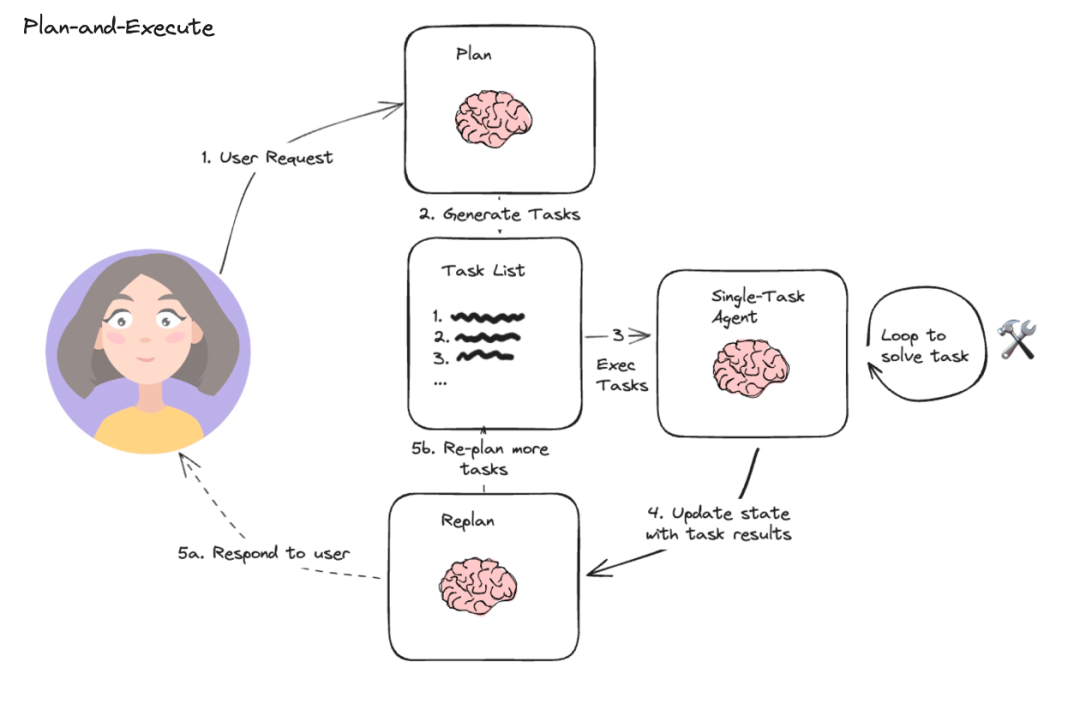 Plan-and-Execute
Plan
1. User Request
2. Generate Tasks
Task List
1.
2.
3.
...
3
Exec
Tasks
Single-Task
Agent
Loop to
solve task
4. Update state
with task results
5b. Re-plan more
tasks
Replan
5a. Respond to user